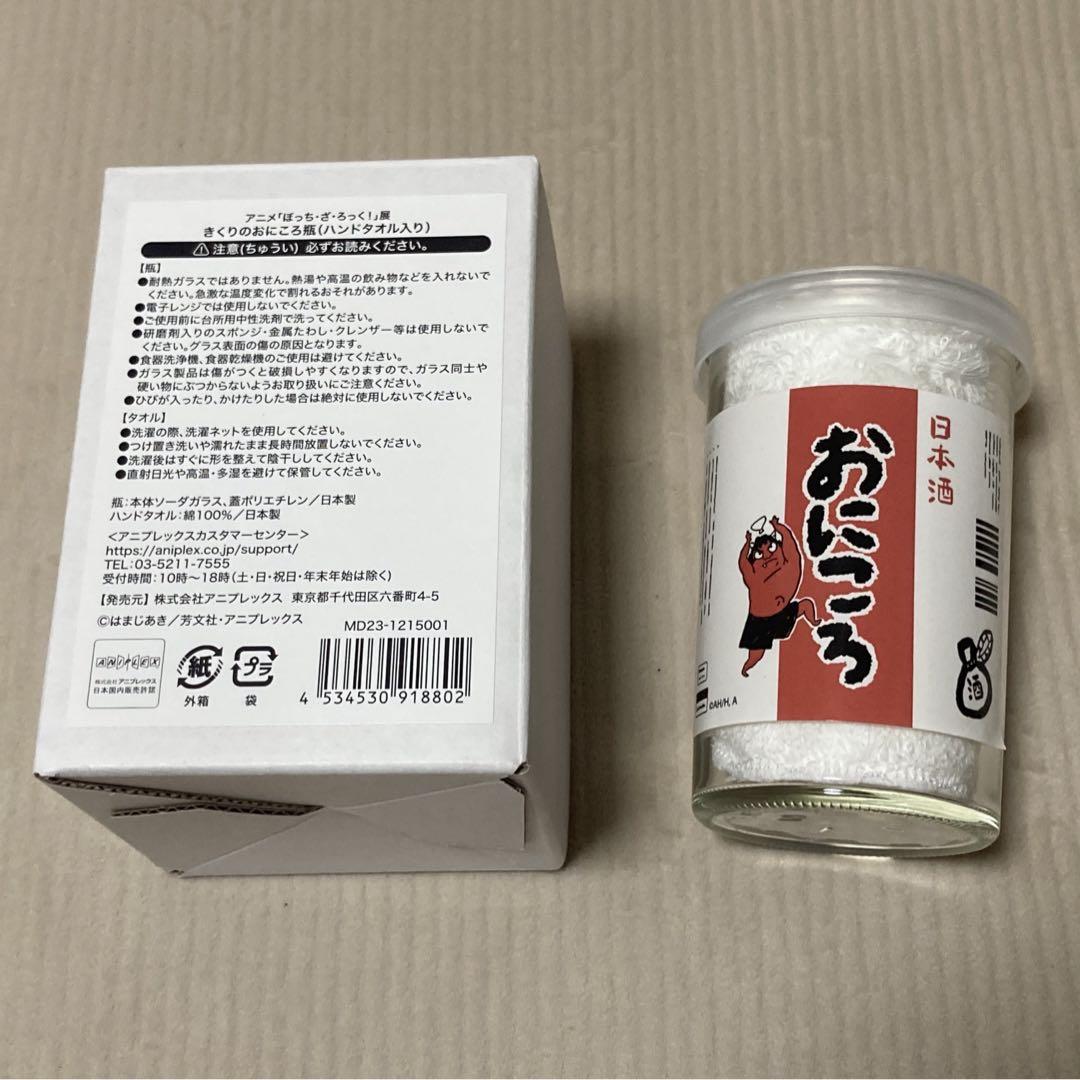 アニメ「ぼっち・ざ・ろっく！」展
きくりのおにころ瓶(ハンドタオル入り)
注意(ちゅうい) 必ずお読みください。
【瓶】
●耐熱ガラスではありません。熱湯や高温の飲み物などを入れないで
ください。急激な温度変化で割れるおそれがあります。
●電子レンジでは使用しないでください。
●ご使用前に台所用中性洗剤で洗ってください。
●研磨剤入りのスポンジ・金属たわし・クレンザー等は使用しないで
ください。グラス表面の傷の原因となります。
●食器洗浄機、食器乾燥機のご使用は避けてください。
●ガラス製品は傷がつくと破損しやすくなりますので、ガラス同士や
硬い物にぶつからないようお取り扱いにご注意ください。
●ひびが入ったり、かけたりした場合は絶対に使用しないでください。
【タオル】
●洗濯の際、洗濯ネットを使用してください。
●つけ置き洗いや濡れたまま長時間放置しないでください。
●洗濯後はすぐに形を整えて陰干ししてください。
●直射日光や高温・多湿を避けて保管してください。
瓶：本体ソーダガラス、蓋ポリエチレン／日本製
ハンドタオル：綿100%／日本製
＜アニプレックスカスタマーセンター＞
https://aniplex.co.jp/support/
TEL：03-5211-7555
受付時間：10時〜18時(土・日・祝日・年末年始は除く)
【発売元】株式会社アニプレックス 東京都千代田区六番町4-5
©はまじあき／芳文社・アニプレックス
MD23-1215001
ANIPLEX
株式会社アニプレックス
日本国内販売許諾
紙
外箱
プラ
袋
4 534530 918802
日本酒
おにころ
酒
©AH/H, A